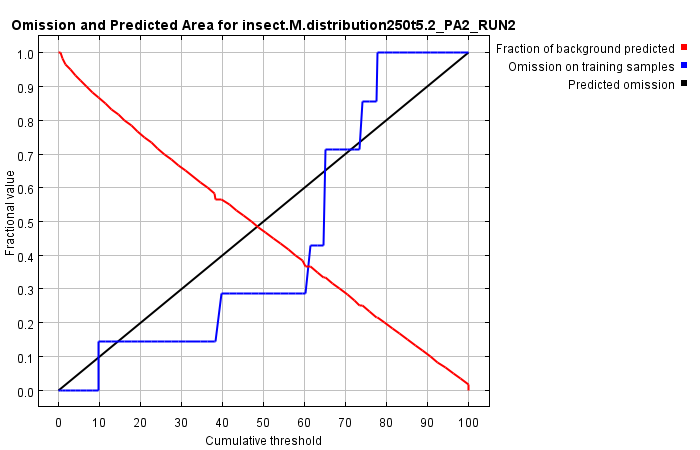 Omission and Predicted Area for insect.M.distribution250t5.2_PA2_RUN2
Fraction of background predicted
Omission on training samples
Predicted omission
Fractional value
1.0
0.9
0.8
0.7
0.6
0.5
0.4
0.3
0.2
0.1
0.0
0 10 20 30 40 50 60 70 80 90 100
Cumulative threshold